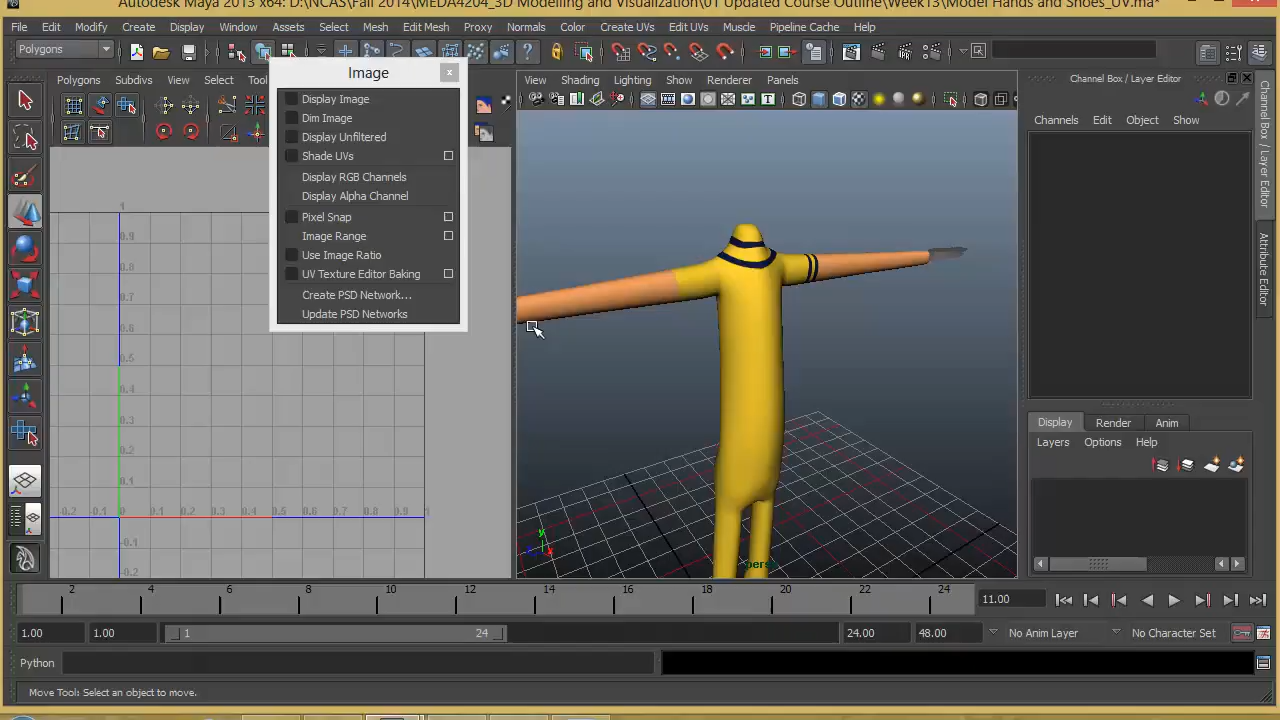 Autodesk Maya 2013 x64: D:\NCAS\Fall 2014\MEDA4204_3D Modelling and Visualization\01 Updated Course Outline\Week13\Model Hands and Shoes_UV.ma*
File Edit Modify Create Display Window Assets Select Mesh Edit Mesh Proxy Normals Color Create UVs Edit UVs Muscle Pipeline Cache Help
Polygons
Polygons Subdivs View Select Tool
Image
Display Image
Dim Image
Display Unfiltered
Shade UVs
Display RGB Channels
Display Alpha Channel
Pixel Snap
Image Range
Use Image Ratio
UV Texture Editor Baking
Create PSD Network...
Update PSD Networks
1
0.9
0.8
0.7
0.6
0.5
0.4
0.3
0.2
0.1
-0.2 -0.1 0 0.1 0.2 0.3 0.4 0.5 0.6 0.7 0.8 0.9 1
-0.1
-0.2
View Shading Lighting Show Renderer Panels
y
x
persp
Channel Box / Layer Editor
Channels Edit Object Show
Display Render Anim
Layers Options Help
Channel Box / Layer Editor
Attribute Editor
2 4 6 8 10 12 14 16 18 20 22 24
11.00
1.00 1.00 1 24 24.00 48.00 No Anim Layer No Character Set
Python
Move Tool: Select an object to move.